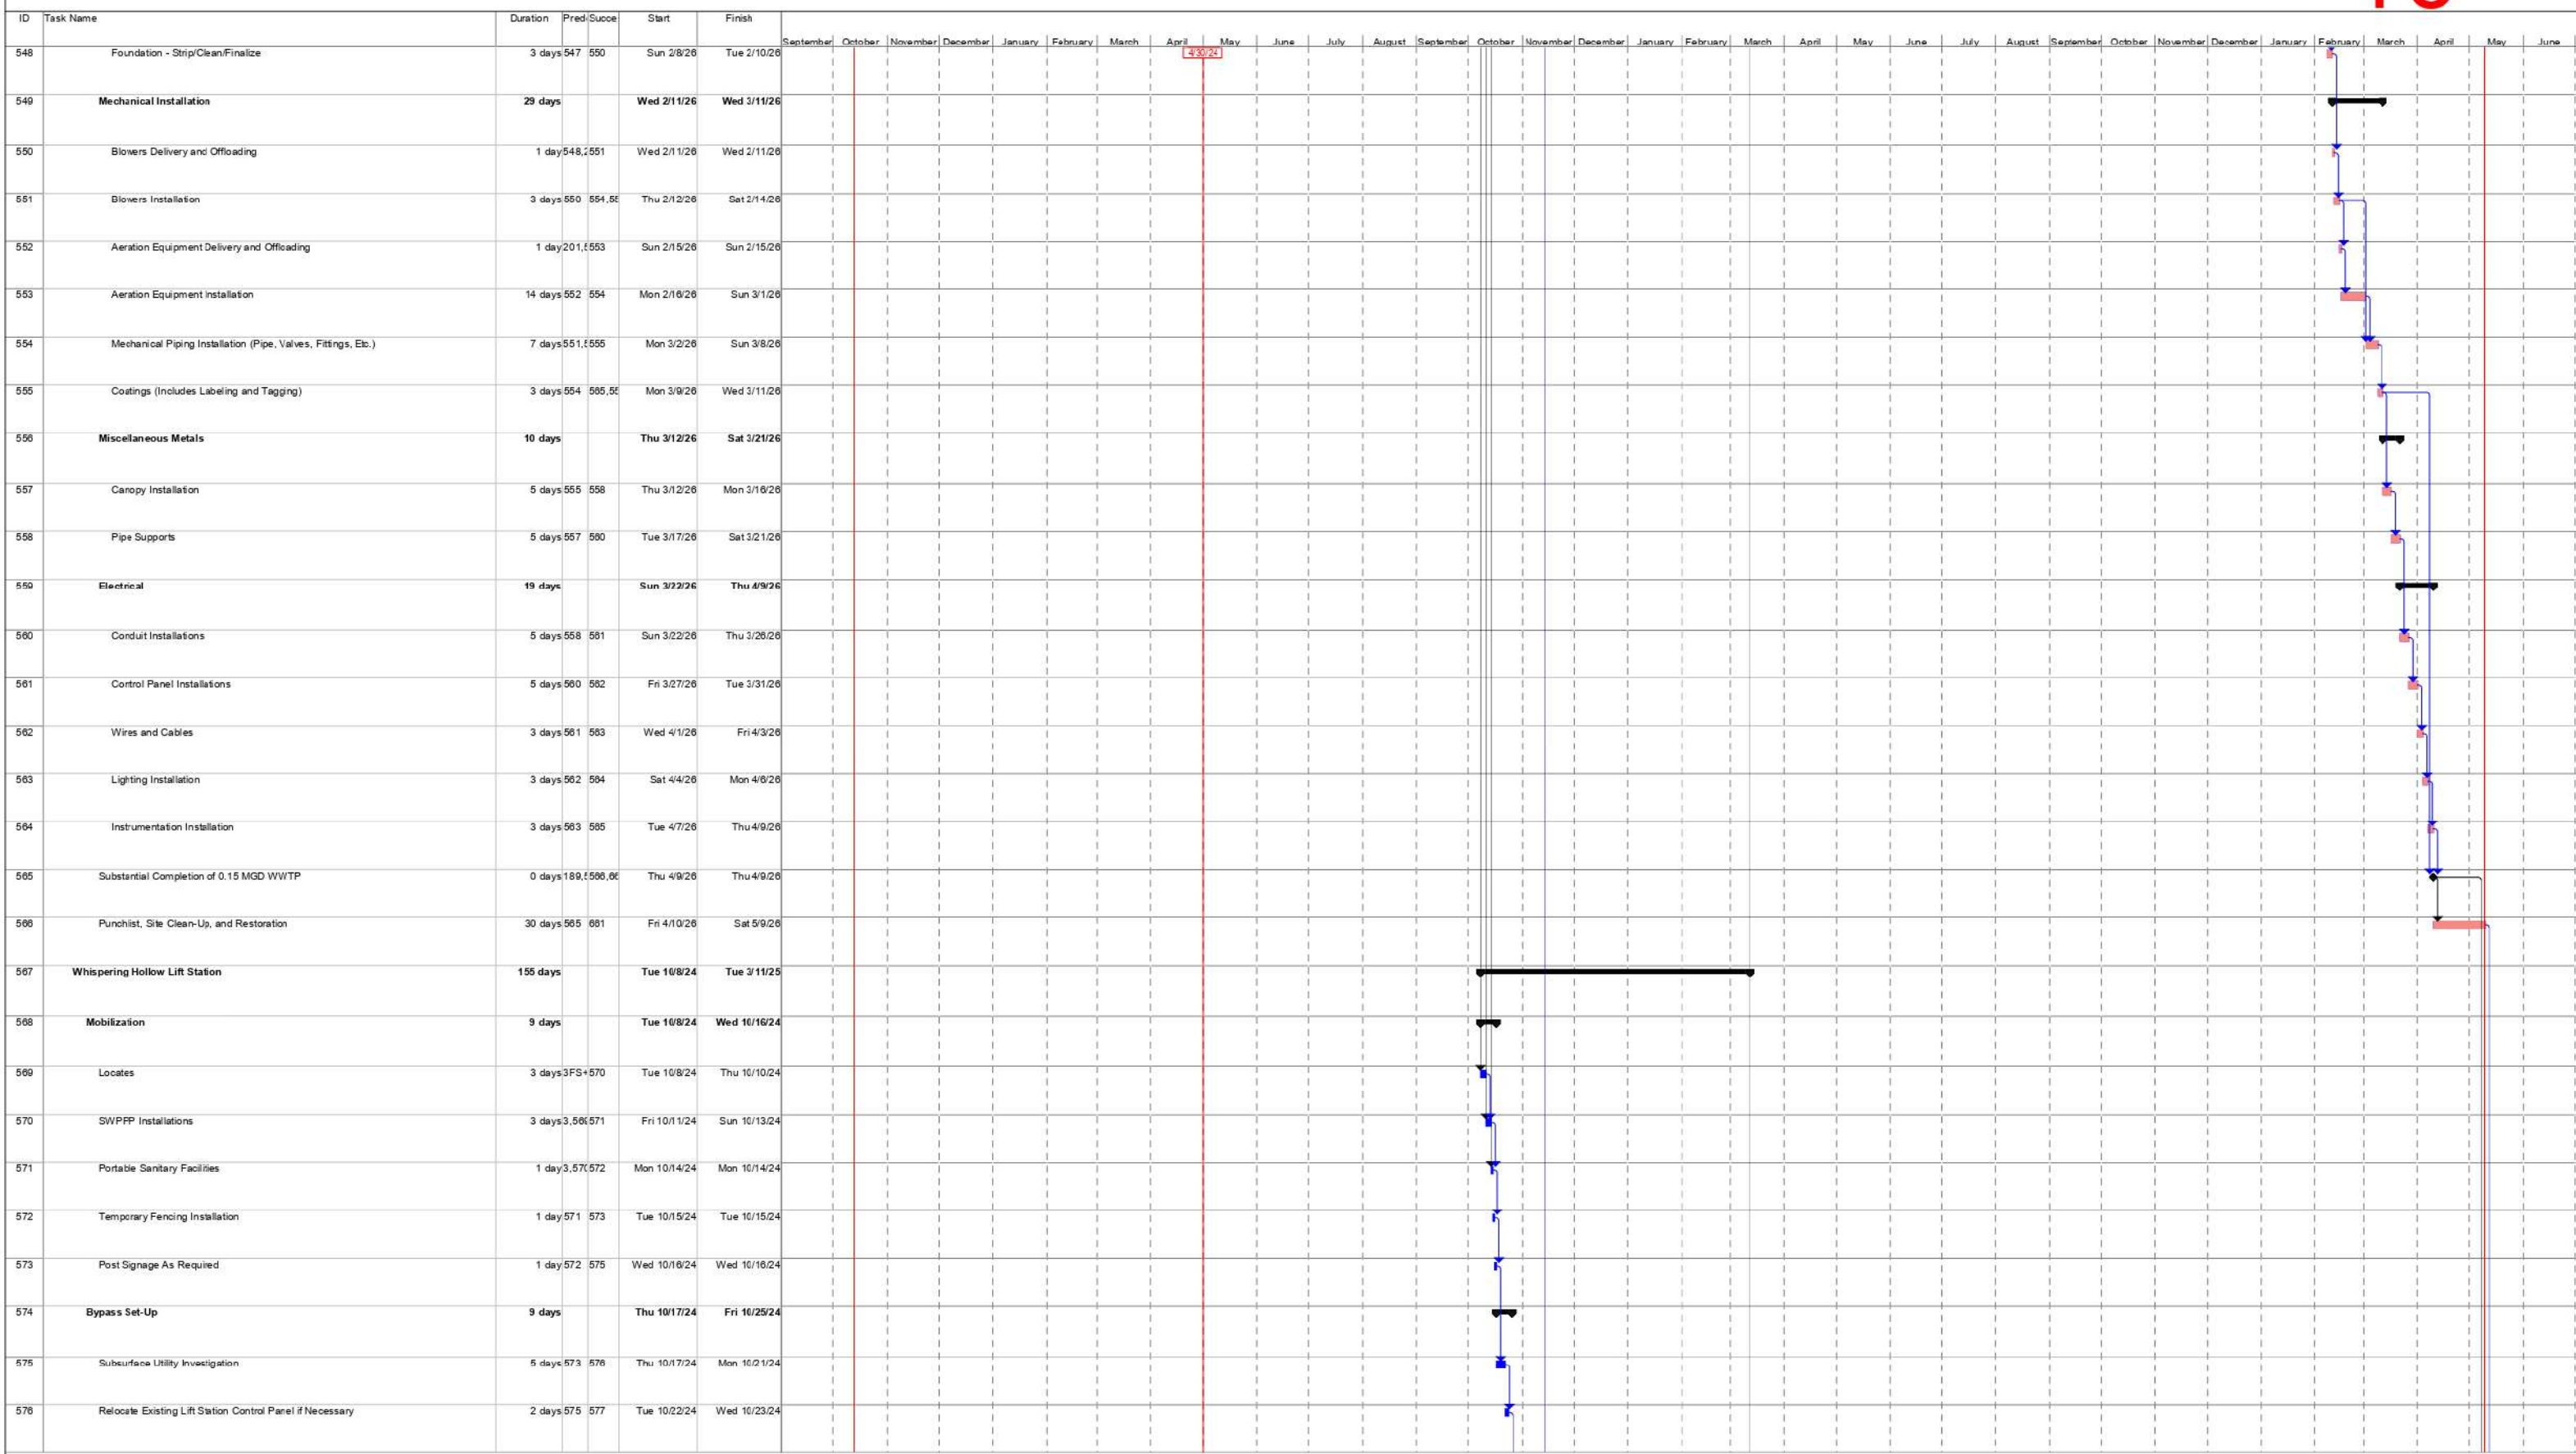 ID Task Name Duration Pred Succe Start Finish
September October November December January February March April May June July August September October November December January February March April May June July August September October November December January February March April May June
4/30/24
548 Foundation - Strip/Clean/Finalize 3 days 547 550 Sun 2/8/26 Tue 2/10/26
549 Mechanical Installation 29 days Wed 2/11/26 Wed 3/11/26
550 Blowers Delivery and Offloading 1 day 548,2 551 Wed 2/11/26 Wed 2/11/26
551 Blowers Installation 3 days 550 554,55 Thu 2/12/26 Sat 2/14/26
552 Aeration Equipment Delivery and Offloading 1 day 201,5 553 Sun 2/15/26 Sun 2/15/26
553 Aeration Equipment Installation 14 days 552 554 Mon 2/16/26 Sun 3/1/26
554 Mechanical Piping Installation (Pipe, Valves, Fittings, Etc.) 7 days 551,5 555 Mon 3/2/26 Sun 3/8/26
555 Coatings (Includes Labeling and Tagging) 3 days 554 565,55 Mon 3/9/26 Wed 3/11/26
556 Miscellaneous Metals 10 days Thu 3/12/26 Sat 3/21/26
557 Canopy Installation 5 days 555 558 Thu 3/12/26 Mon 3/16/26
558 Pipe Supports 5 days 557 560 Tue 3/17/26 Sat 3/21/26
559 Electrical 19 days Sun 3/22/26 Thu 4/9/26
560 Conduit Installations 5 days 558 561 Sun 3/22/26 Thu 3/26/26
561 Control Panel Installations 5 days 560 562 Fri 3/27/26 Tue 3/31/26
562 Wires and Cables 3 days 561 563 Wed 4/1/26 Fri 4/3/26
563 Lighting Installation 3 days 562 564 Sat 4/4/26 Mon 4/6/26
564 Instrumentation Installation 3 days 563 565 Tue 4/7/26 Thu 4/9/26
565 Substantial Completion of 0.15 MGD WWTP 0 days 189,5 566,66 Thu 4/9/26 Thu 4/9/26
566 Punchlist, Site Clean-Up, and Restoration 30 days 565 661 Fri 4/10/26 Sat 5/9/26
567 Whispering Hollow Lift Station 155 days Tue 10/8/24 Tue 3/11/25
568 Mobilization 9 days Tue 10/8/24 Wed 10/16/24
569 Locates 3 days 3FS+ 570 Tue 10/8/24 Thu 10/10/24
570 SWPPP Installations 3 days 3,569 571 Fri 10/11/24 Sun 10/13/24
571 Portable Sanitary Facilities 1 day 3,570 572 Mon 10/14/24 Mon 10/14/24
572 Temporary Fencing Installation 1 day 571 573 Tue 10/15/24 Tue 10/15/24
573 Post Signage As Required 1 day 572 575 Wed 10/16/24 Wed 10/16/24
574 Bypass Set-Up 9 days Thu 10/17/24 Fri 10/25/24
575 Subsurface Utility Investigation 5 days 573 576 Thu 10/17/24 Mon 10/21/24
576 Relocate Existing Lift Station Control Panel if Necessary 2 days 575 577 Tue 10/22/24 Wed 10/23/24